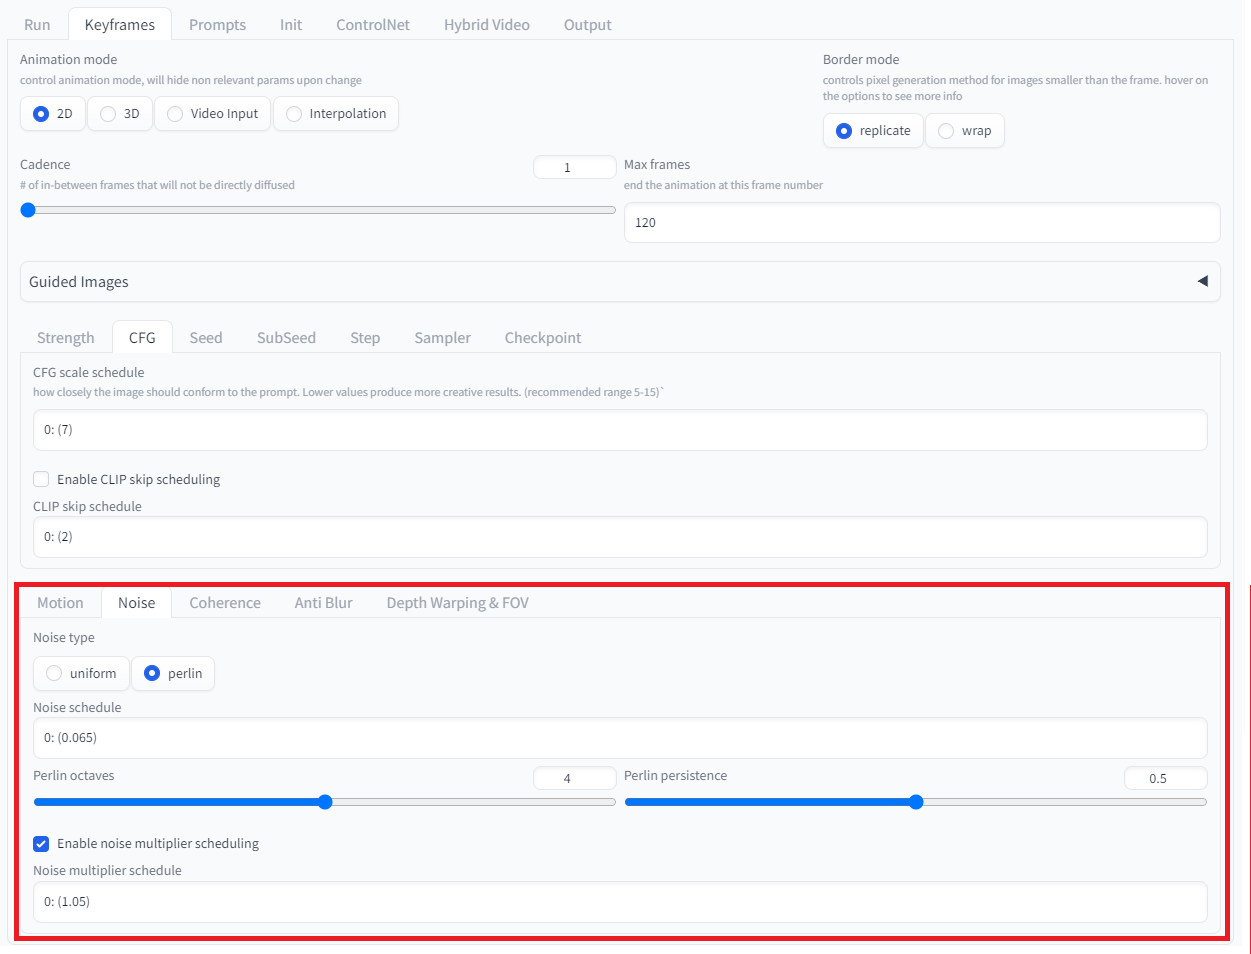 Run Keyframes Prompts Init ControlNet Hybrid Video Output
Animation mode
control animation mode, will hide non relevant params upon change
2D 3D Video Input Interpolation
Border mode
controls pixel generation method for images smaller than the frame. hover on
the options to see more info
replicate wrap
Cadence
# of in-between frames that will not be directly diffused
1
Max frames
end the animation at this frame number
120
Guided Images
Strength CFG Seed SubSeed Step Sampler Checkpoint
CFG scale schedule
how closely the image should conform to the prompt. Lower values produce more creative results. (recommended range 5-15)`
0: (7)
Enable CLIP skip scheduling
CLIP skip schedule
0: (2)
Motion Noise Coherence Anti Blur Depth Warping & FOV
Noise type
uniform perlin
Noise schedule
0: (0.065)
Perlin octaves 4 Perlin persistence 0.5
Enable noise multiplier scheduling
Noise multiplier schedule
0: (1.05)